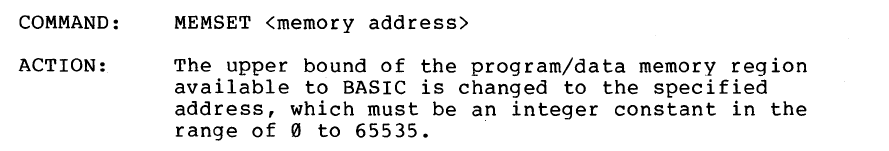 COMMAND: MEMSET <memory address>
ACTION: The upper bound of the program/data memory region
available to BASIC is changed to the specified
address, which must be an integer constant in the
range of Ø to 65535.